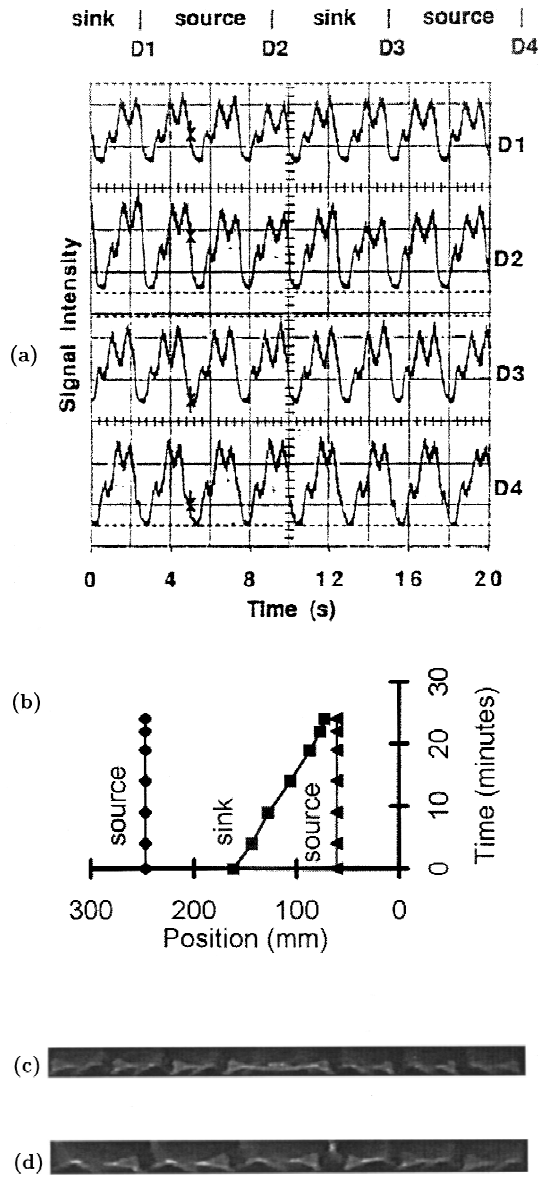 sink | source | sink | source |
D1 D2 D3 D4
D1
D2
(a)
Signal Intensity
D3
D4
0 4 8 12 16 20
Time (s)
(b)
source
sink
source
0 10 20 30
Time (minutes)
300 200 100 0
Position (mm)
(c)
(d)